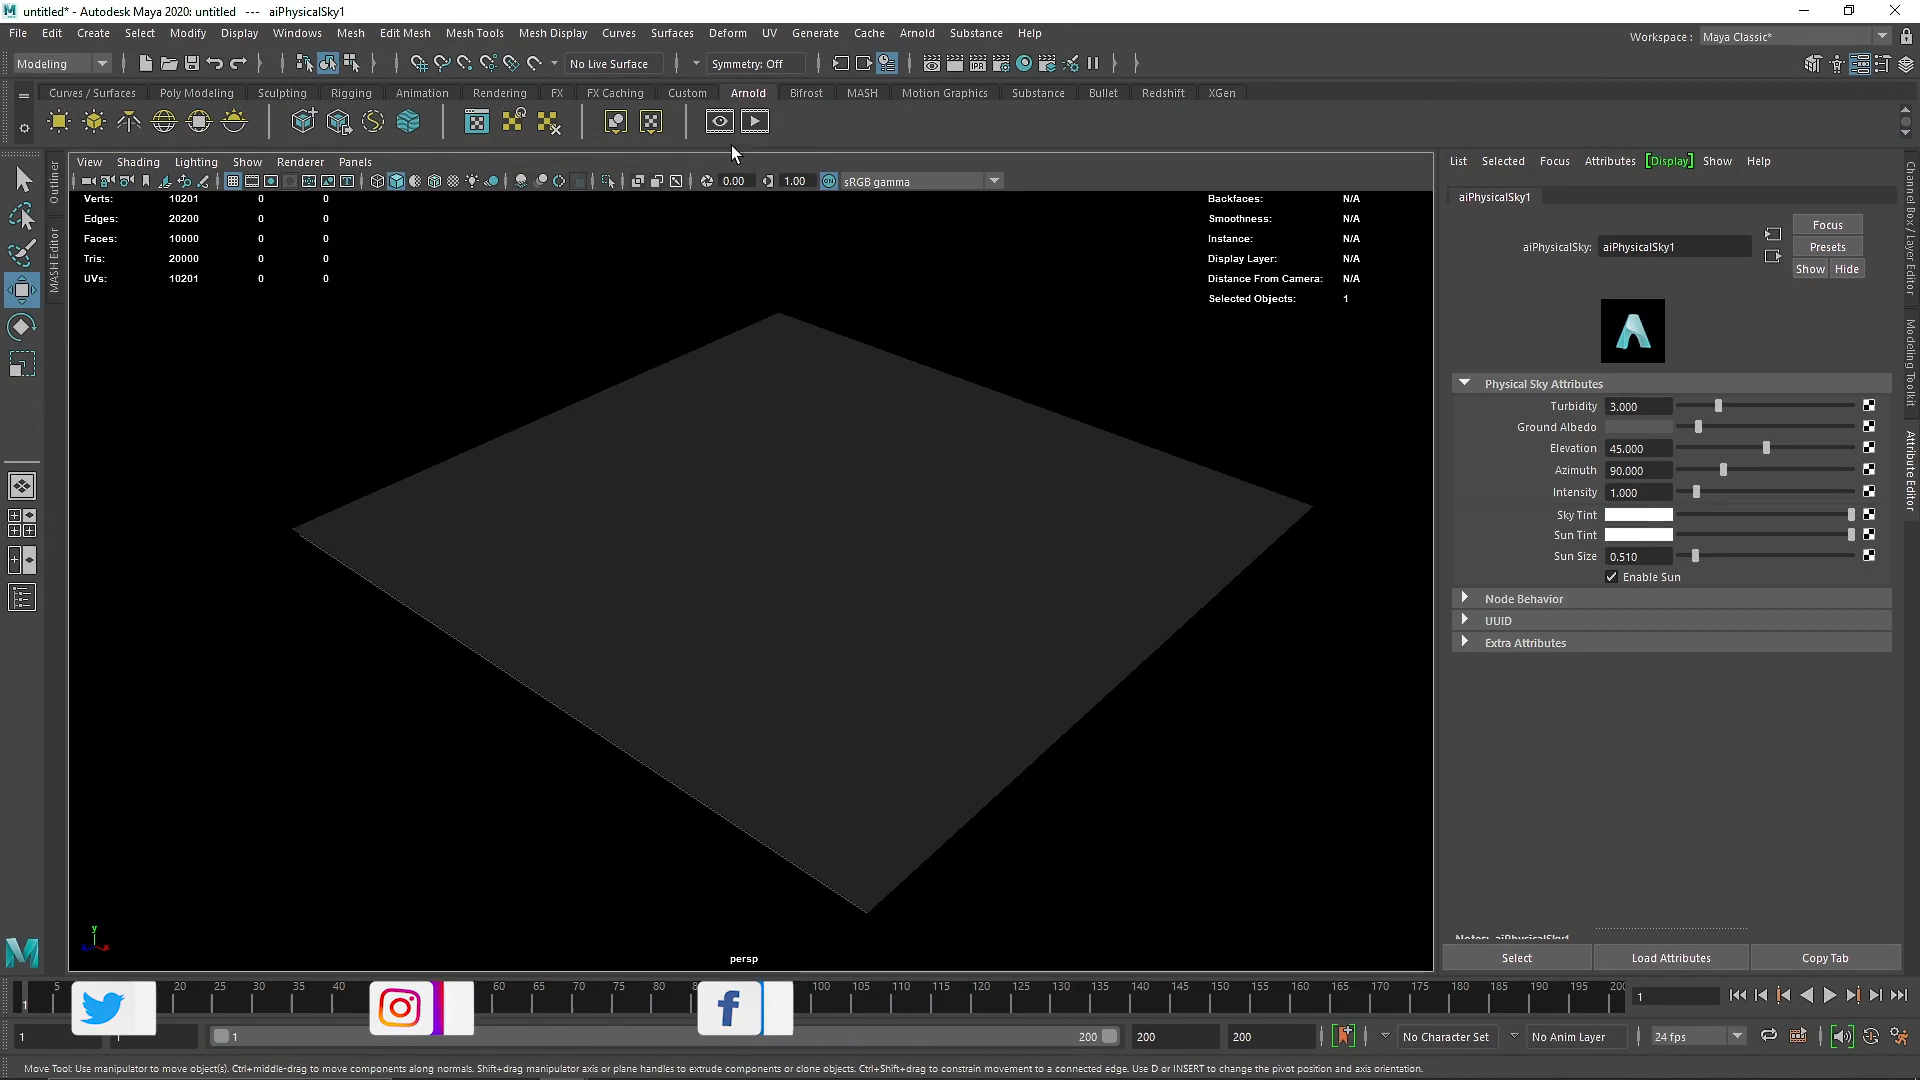 untitled* - Autodesk Maya 2020: untitled --- aiPhysicalSky1
File Edit Create Select Modify Display Windows Mesh Edit Mesh Mesh Tools Mesh Display Curves Surfaces Deform UV Generate Cache Arnold Substance Help
Workspace : Maya Classic*
Modeling No Live Surface Symmetry: Off
Curves / Surfaces Poly Modeling Sculpting Rigging Animation Rendering FX FX Caching Custom Arnold Bifrost MASH Motion Graphics Substance Bullet Redshift XGen
View Shading Lighting Show Renderer Panels
0.00 1.00 ON sRGB gamma
Verts: 10201 0 0
Edges: 20200 0 0
Faces: 10000 0 0
Tris: 20000 0 0
UVs: 10201 0 0
Backfaces: N/A
Smoothness: N/A
Instance: N/A
Display Layer: N/A
Distance From Camera: N/A
Selected Objects: 1
Outliner
MASH Editor
y
x
persp
List Selected Focus Attributes [Display] Show Help
aiPhysicalSky1
aiPhysicalSky: aiPhysicalSky1
Focus
Presets
Show Hide
Physical Sky Attributes
Turbidity 3.000
Ground Albedo
Elevation 45.000
Azimuth 90.000
Intensity 1.000
Sky Tint
Sun Tint
Sun Size 0.510
Enable Sun
Node Behavior
UUID
Extra Attributes
Notes: aiPhysicalSky1
Select Load Attributes Copy Tab
Channel Box / Layer Editor
Modeling Toolkit
Attribute Editor
5 20 25 30 35 40 60 65 70 75 80 100 105 110 115 120 125 130 135 140 145 150 155 160 165 170 175 180 185 190 195 200
1
1
1 1 1 200 200 200 No Character Set No Anim Layer 24 fps
Move Tool: Use manipulator to move object(s). Ctrl+middle-drag to move components along normals. Shift+drag manipulator axis or plane handles to extrude components or clone objects. Ctrl+Shift+drag to constrain movement to a connected edge. Use D or INSERT to change the pivot position and axis orientation.